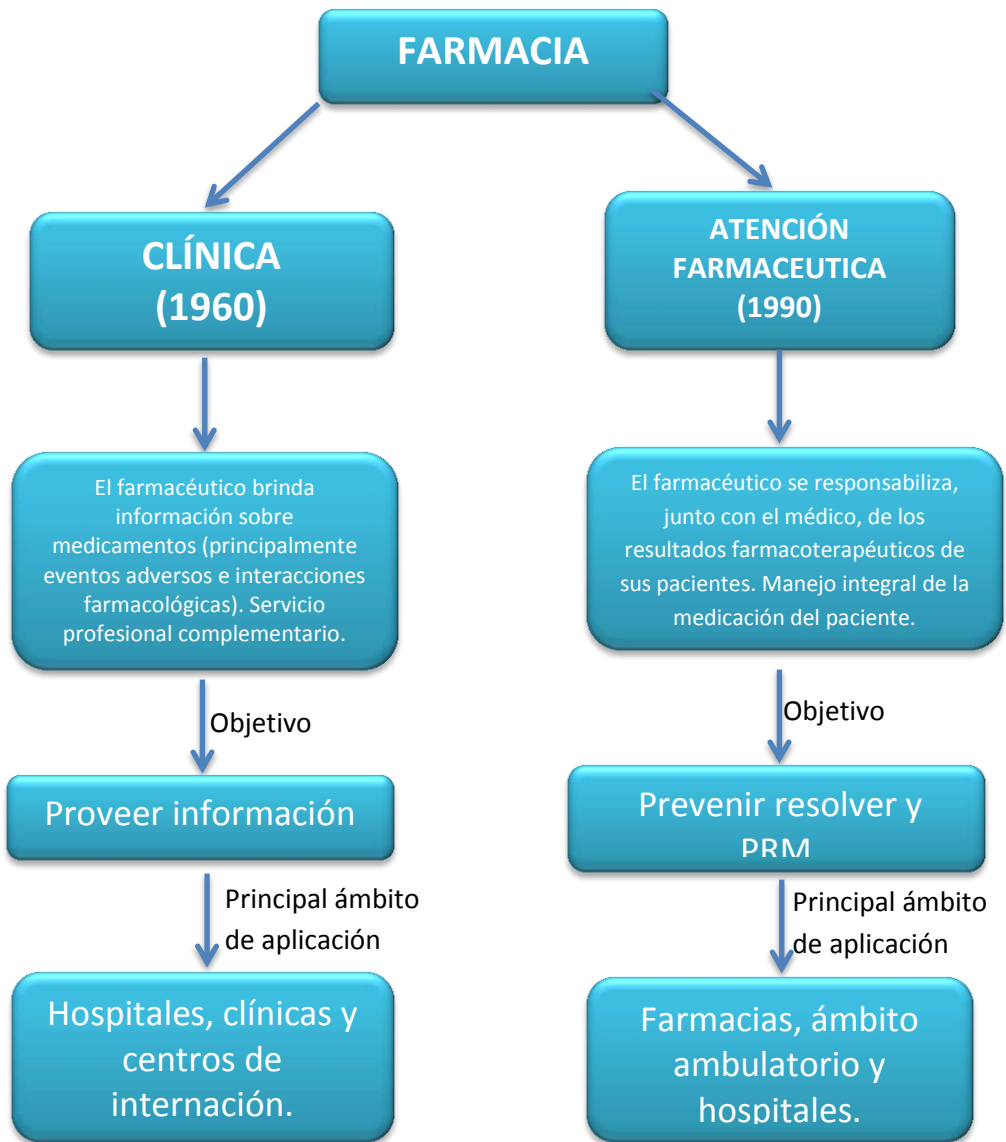 FARMACIA
CLÍNICA
(1960)
ATENCIÓN
FARMACEUTICA
(1990)
El farmacéutico brinda
información sobre
medicamentos (principalmente
eventos adversos e interacciones
farmacológicas). Servicio
profesional complementario.
El farmacéutico se responsabiliza,
junto con el médico, de los
resultados farmacoterapéuticos de
sus pacientes. Manejo integral de la
medicación del paciente.
Objetivo
Objetivo
Proveer información
Prevenir resolver y
PRM
Principal ámbito
de aplicación
Principal ámbito
de aplicación
Hospitales, clínicas y
centros de
internación.
Farmacias, ámbito
ambulatorio y
hospitales.